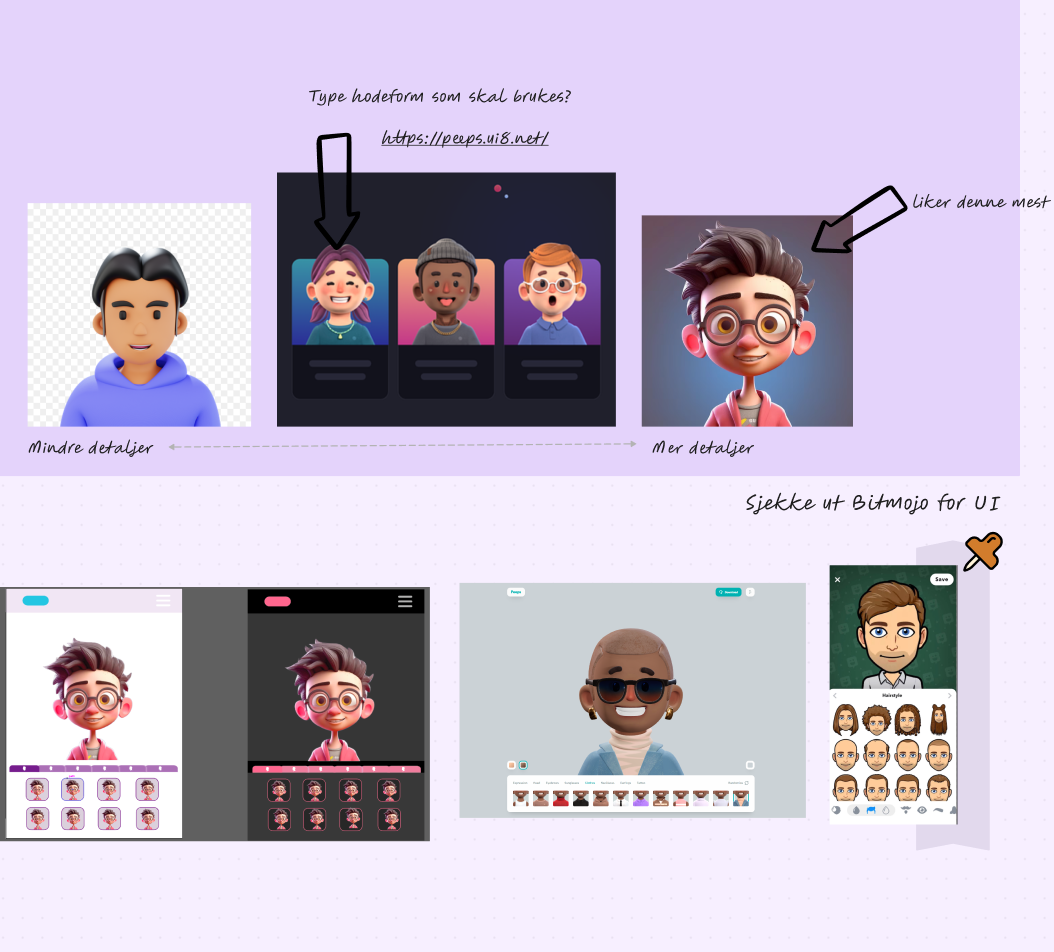 Type hodeform som skal brukes?
https://peeps.ui8.net/
liker denne mest
Mindre detaljer
Mer detaljer
Sjekke ut Bitmojo for UI
Peeps
Download
Save
Hairstyle